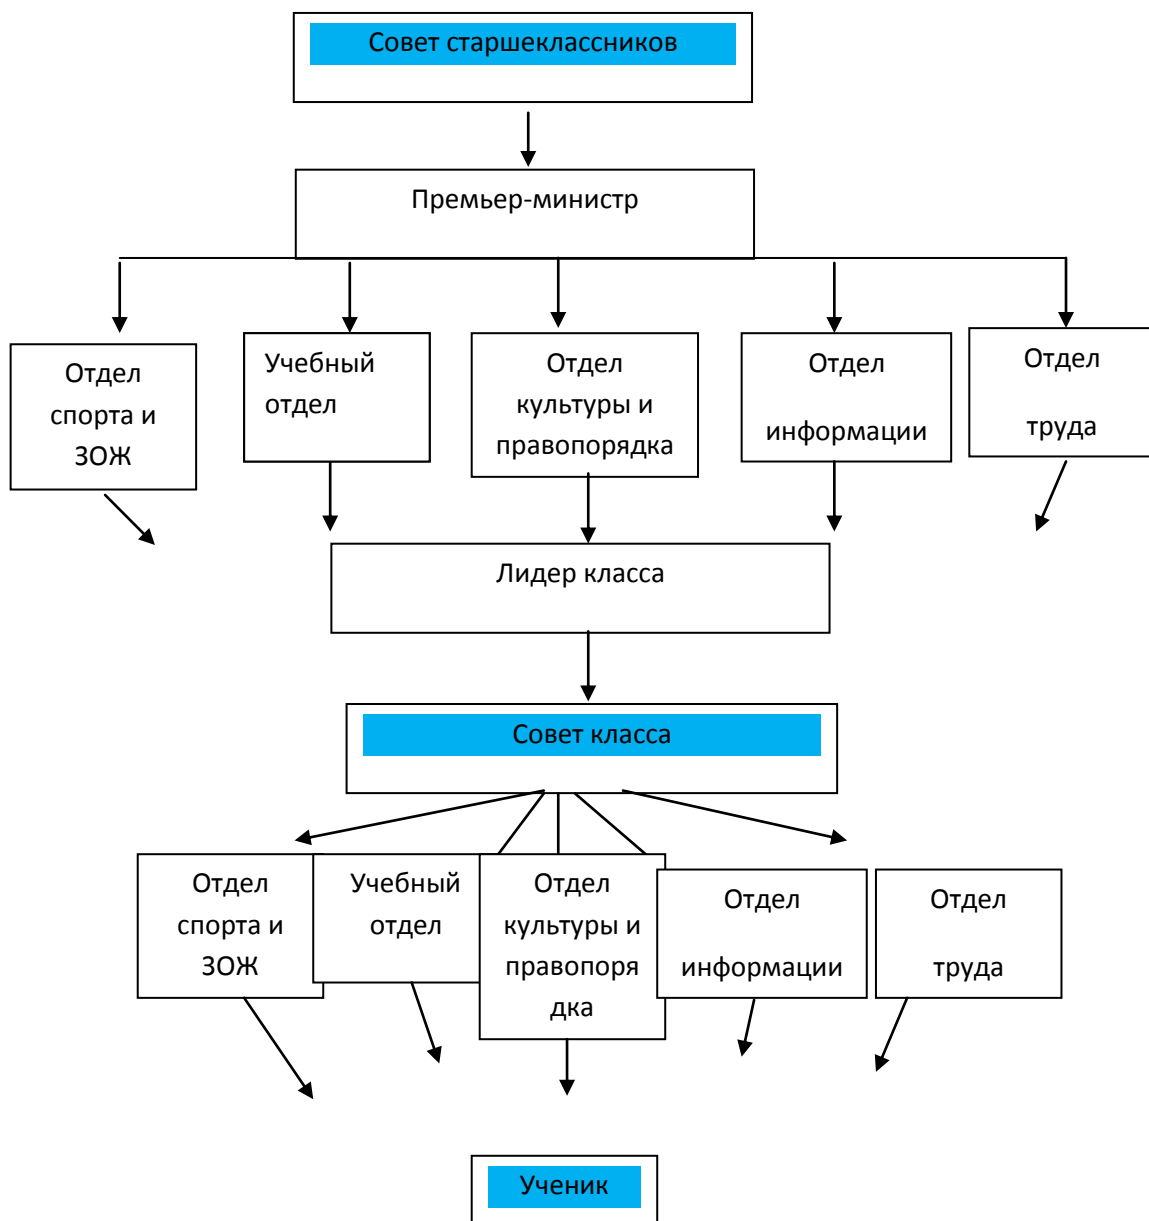 Совет старшеклассников
Премьер-министр
Отдел
спорта и
ЗОЖ
Учебный
отдел
Отдел
культуры и
правопорядка
Отдел
информации
Отдел
труда
Лидер класса
Совет класса
Отдел
спорта и
ЗОЖ
Учебный
отдел
Отдел
культуры и
правопоря
дка
Отдел
информации
Отдел
труда
Ученик